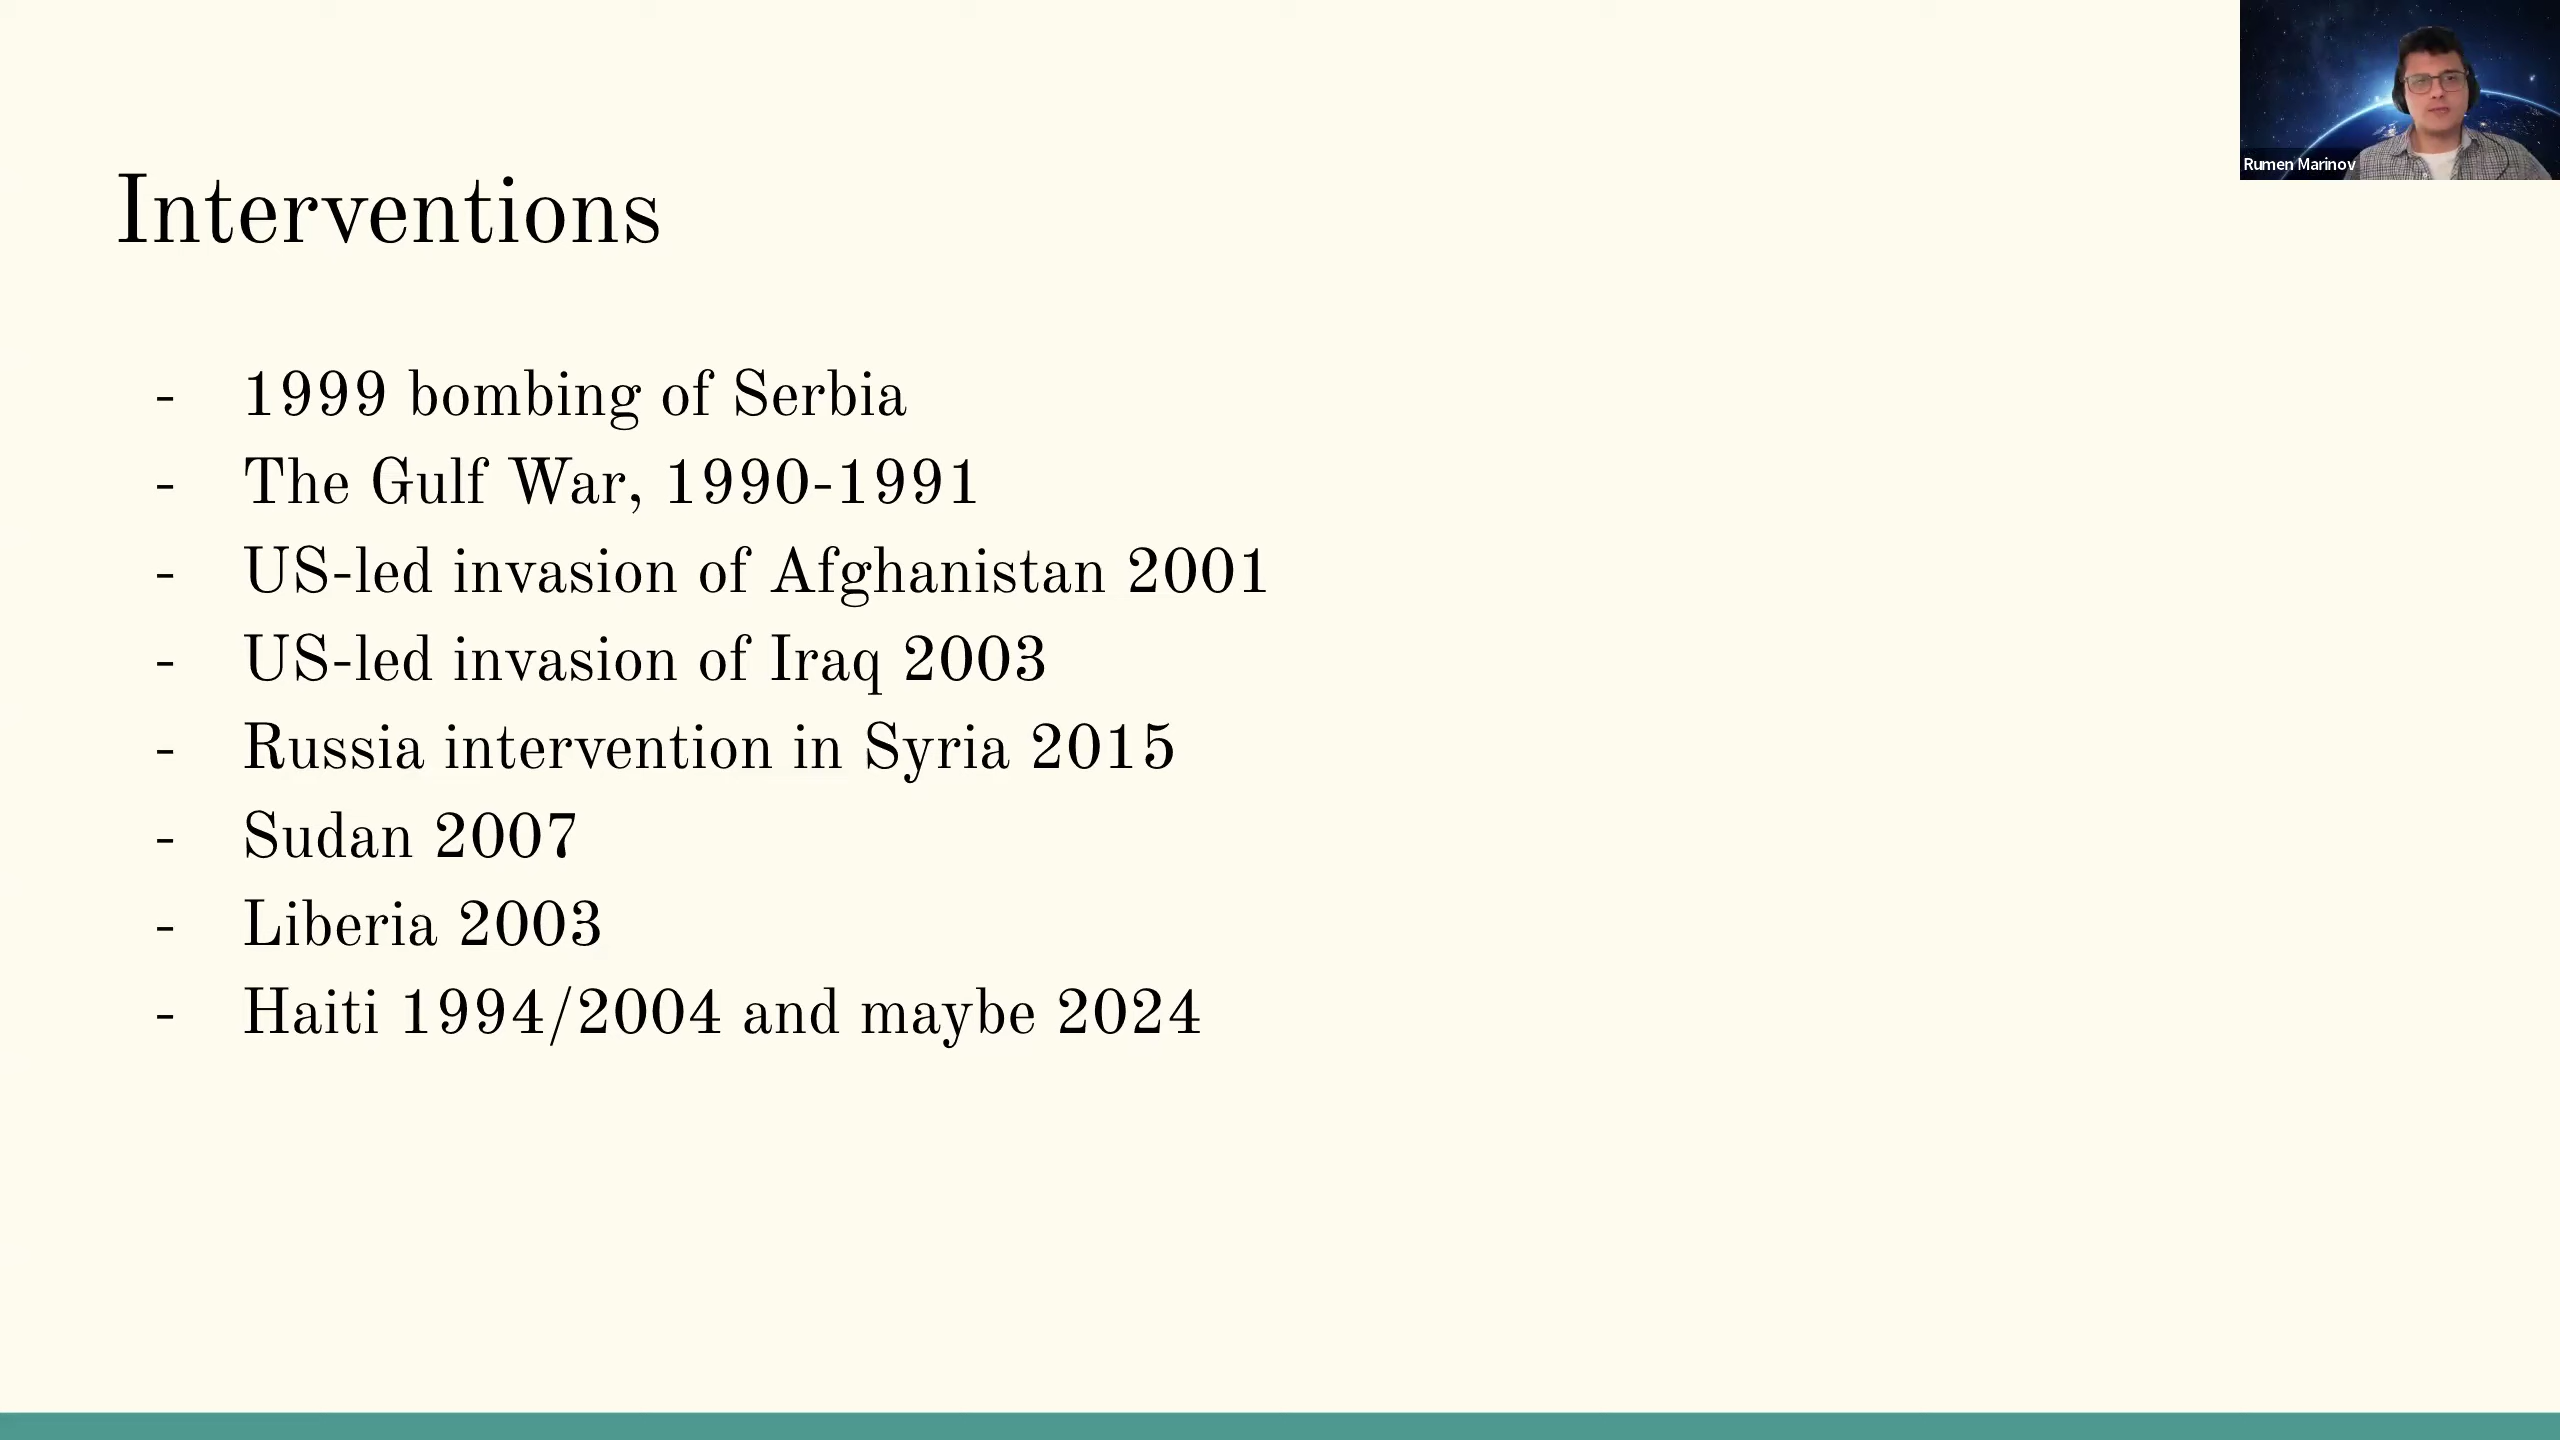 Interventions
- 1999 bombing of Serbia
- The Gulf War, 1990-1991
- US-led invasion of Afghanistan 2001
- US-led invasion of Iraq 2003
- Russia intervention in Syria 2015
- Sudan 2007
- Liberia 2003
- Haiti 1994/2004 and maybe 2024
Rumen Marinov